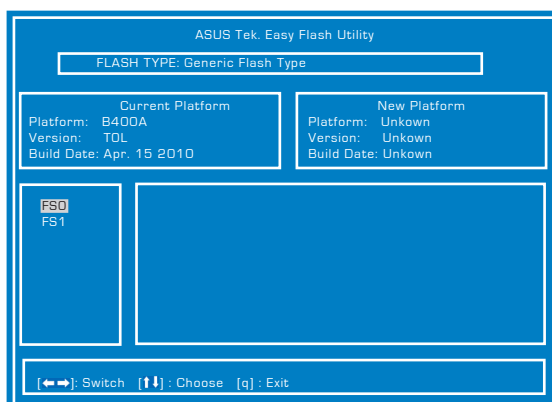 ASUS Tek. Easy Flash Utility
FLASH TYPE: Generic Flash Type
Current Platform
Platform: B400A
Version: TOL
Build Date: Apr. 15 2010
New Platform
Platform: Unkown
Version: Unkown
Build Date: Unkown
FS0
FS1
[←→]: Switch [↑↓] : Choose [q] : Exit